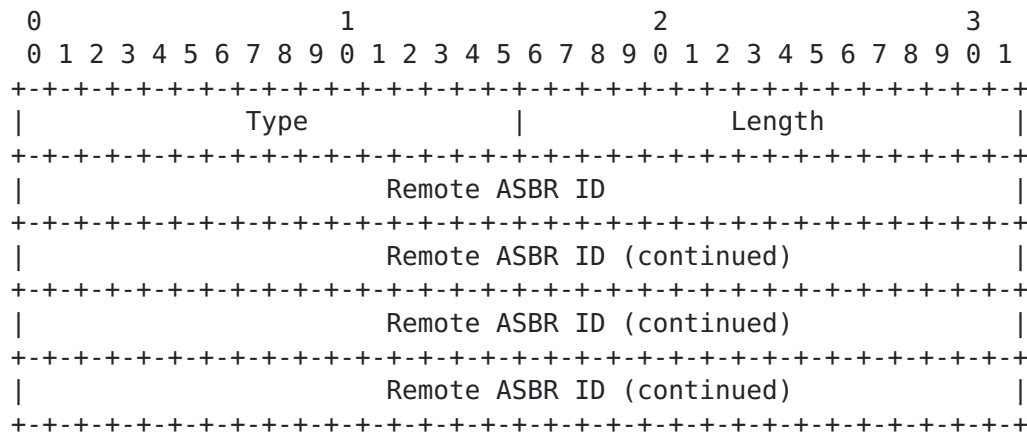 0                   1                   2                   3
 0 1 2 3 4 5 6 7 8 9 0 1 2 3 4 5 6 7 8 9 0 1 2 3 4 5 6 7 8 9 0 1
+-+-+-+-+-+-+-+-+-+-+-+-+-+-+-+-+-+-+-+-+-+-+-+-+-+-+-+-+-+-+-+-+
|              Type             |             Length            |
+-+-+-+-+-+-+-+-+-+-+-+-+-+-+-+-+-+-+-+-+-+-+-+-+-+-+-+-+-+-+-+-+
|                       Remote ASBR ID                          |
+-+-+-+-+-+-+-+-+-+-+-+-+-+-+-+-+-+-+-+-+-+-+-+-+-+-+-+-+-+-+-+-+
|                       Remote ASBR ID (continued)              |
+-+-+-+-+-+-+-+-+-+-+-+-+-+-+-+-+-+-+-+-+-+-+-+-+-+-+-+-+-+-+-+-+
|                       Remote ASBR ID (continued)              |
+-+-+-+-+-+-+-+-+-+-+-+-+-+-+-+-+-+-+-+-+-+-+-+-+-+-+-+-+-+-+-+-+
|                       Remote ASBR ID (continued)              |
+-+-+-+-+-+-+-+-+-+-+-+-+-+-+-+-+-+-+-+-+-+-+-+-+-+-+-+-+-+-+-+-+